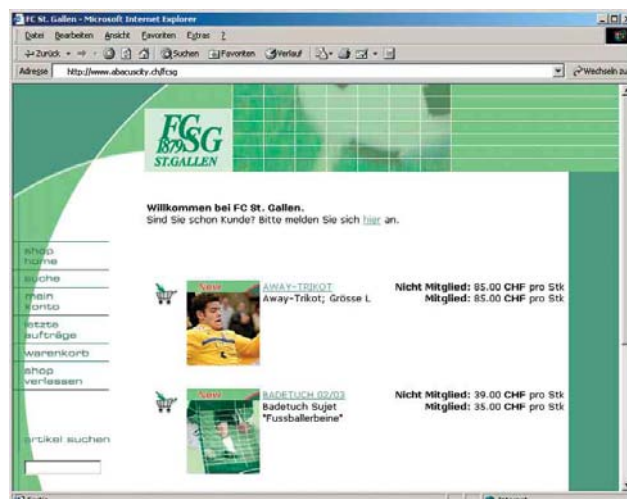 FC St. Gallen - Microsoft Internet Explorer
Datei Bearbeiten Ansicht Favoriten Extras ?
Zurück Suchen Favoriten Verlauf
Adresse http://www.abacuscity.ch/fcsg Wechseln zu
FCSG
1879
ST.GALLEN
Willkommen bei FC St. Gallen.
Sind Sie schon Kunde? Bitte melden Sie sich hier an.
shop
home
suche
mein
konto
letzte
aufträge
warenkorb
shop
verlassen
artikel suchen
New
AWAY-TRIKOT
Away-Trikot; Grösse L
Nicht Mitglied: 85.00 CHF pro Stk
Mitglied: 85.00 CHF pro Stk
New
BADETUCH 02/03
Badetuch Sujet
"Fussballerbeine"
Nicht Mitglied: 39.00 CHF pro Stk
Mitglied: 35.00 CHF pro Stk